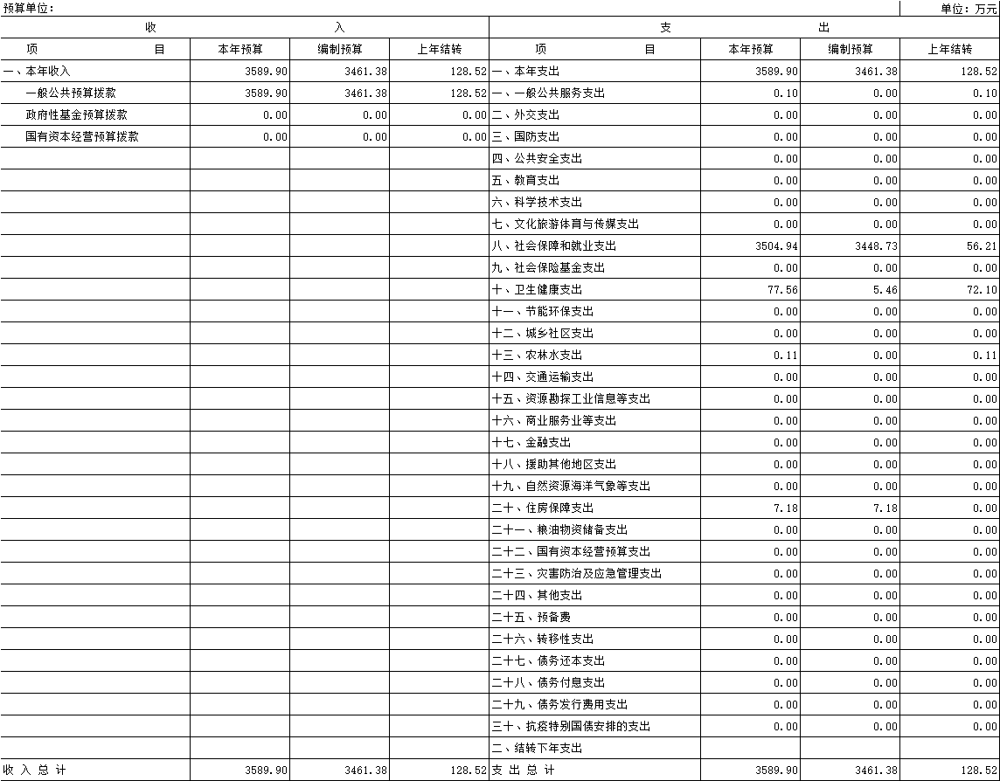 预算单位： 单位：万元
收 入 支 出
项 目 本年预算 编制预算 上年结转 项 目 本年预算 编制预算 上年结转
一、本年收入 3589.90 3461.38 128.52 一、本年支出 3589.90 3461.38 128.52
一般公共预算拨款 3589.90 3461.38 128.52 一、一般公共服务支出 0.10 0.00 0.10
政府性基金预算拨款 0.00 0.00 0.00 二、外交支出 0.00 0.00 0.00
国有资本经营预算拨款 0.00 0.00 0.00 三、国防支出 0.00 0.00 0.00
四、公共安全支出 0.00 0.00 0.00
五、教育支出 0.00 0.00 0.00
六、科学技术支出 0.00 0.00 0.00
七、文化旅游体育与传媒支出 0.00 0.00 0.00
八、社会保障和就业支出 3504.94 3448.73 56.21
九、社会保险基金支出 0.00 0.00 0.00
十、卫生健康支出 77.56 5.46 72.10
十一、节能环保支出 0.00 0.00 0.00
十二、城乡社区支出 0.00 0.00 0.00
十三、农林水支出 0.11 0.00 0.11
十四、交通运输支出 0.00 0.00 0.00
十五、资源勘探工业信息等支出 0.00 0.00 0.00
十六、商业服务业等支出 0.00 0.00 0.00
十七、金融支出 0.00 0.00 0.00
十八、援助其他地区支出 0.00 0.00 0.00
十九、自然资源海洋气象等支出 0.00 0.00 0.00
二十、住房保障支出 7.18 7.18 0.00
二十一、粮油物资储备支出 0.00 0.00 0.00
二十二、国有资本经营预算支出 0.00 0.00 0.00
二十三、灾害防治及应急管理支出 0.00 0.00 0.00
二十四、其他支出 0.00 0.00 0.00
二十五、预备费 0.00 0.00 0.00
二十六、转移性支出 0.00 0.00 0.00
二十七、债务还本支出 0.00 0.00 0.00
二十八、债务付息支出 0.00 0.00 0.00
二十九、债务发行费用支出 0.00 0.00 0.00
三十、抗疫特别国债安排的支出 0.00 0.00 0.00
二、结转下年支出
收 入 总 计 3589.90 3461.38 128.52 支 出 总 计 3589.90 3461.38 128.52